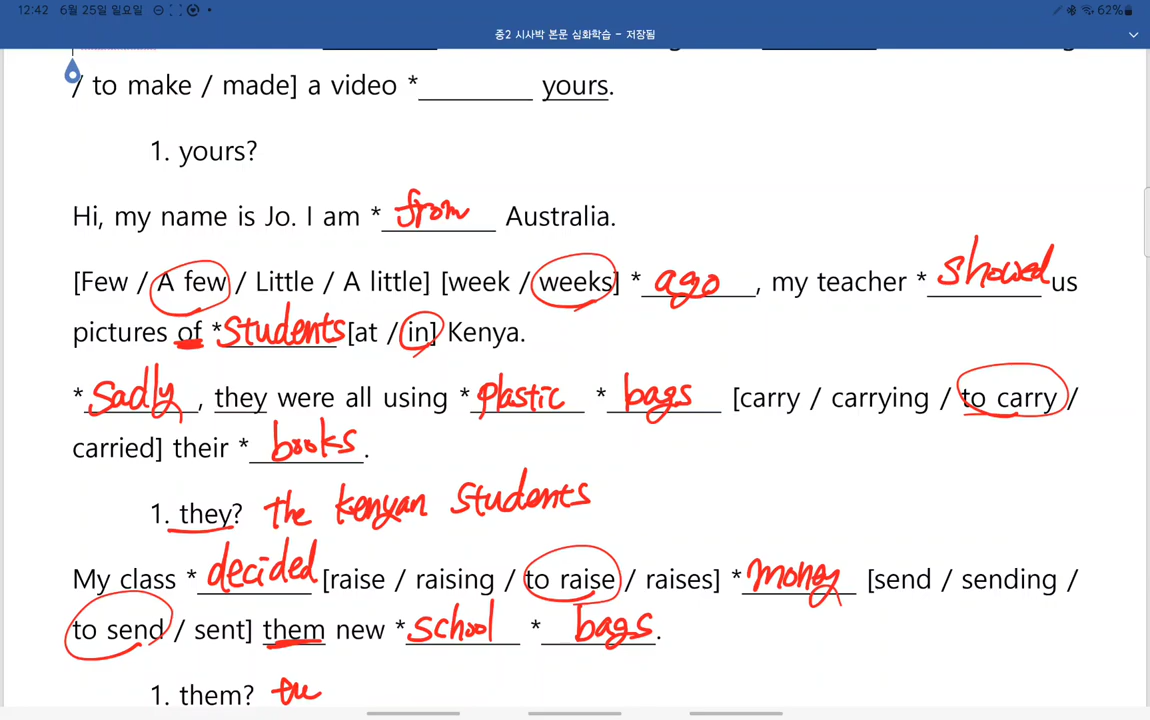 12:42 6월 25일 일요일 62%
중2 시사박 본문 심화학습 – 저장됨
/ to make / made] a video *________ yours.
1. yours?
Hi, my name is Jo. I am * from Australia.
[Few / A few / Little / A little] [week / weeks] * ago, my teacher * showed us
pictures of * students [at / in] Kenya.
* Sadly, they were all using * plastic * bags [carry / carrying / to carry /
carried] their * books.
1. they? the kenyan students
My class * decided [raise / raising / to raise / raises] * money [send / sending /
to send / sent] them new * school * bags.
1. them? the